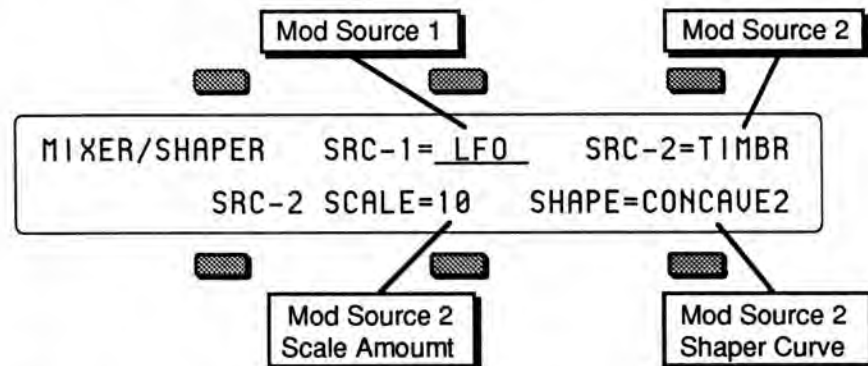 Mod Source 1
Mod Source 2
MIXER/SHAPER SRC-1= LFO SRC-2=TIMBR
SRC-2 SCALE=10 SHAPE=CONCAVE2
Mod Source 2
Scale Amoumt
Mod Source 2
Shaper Curve